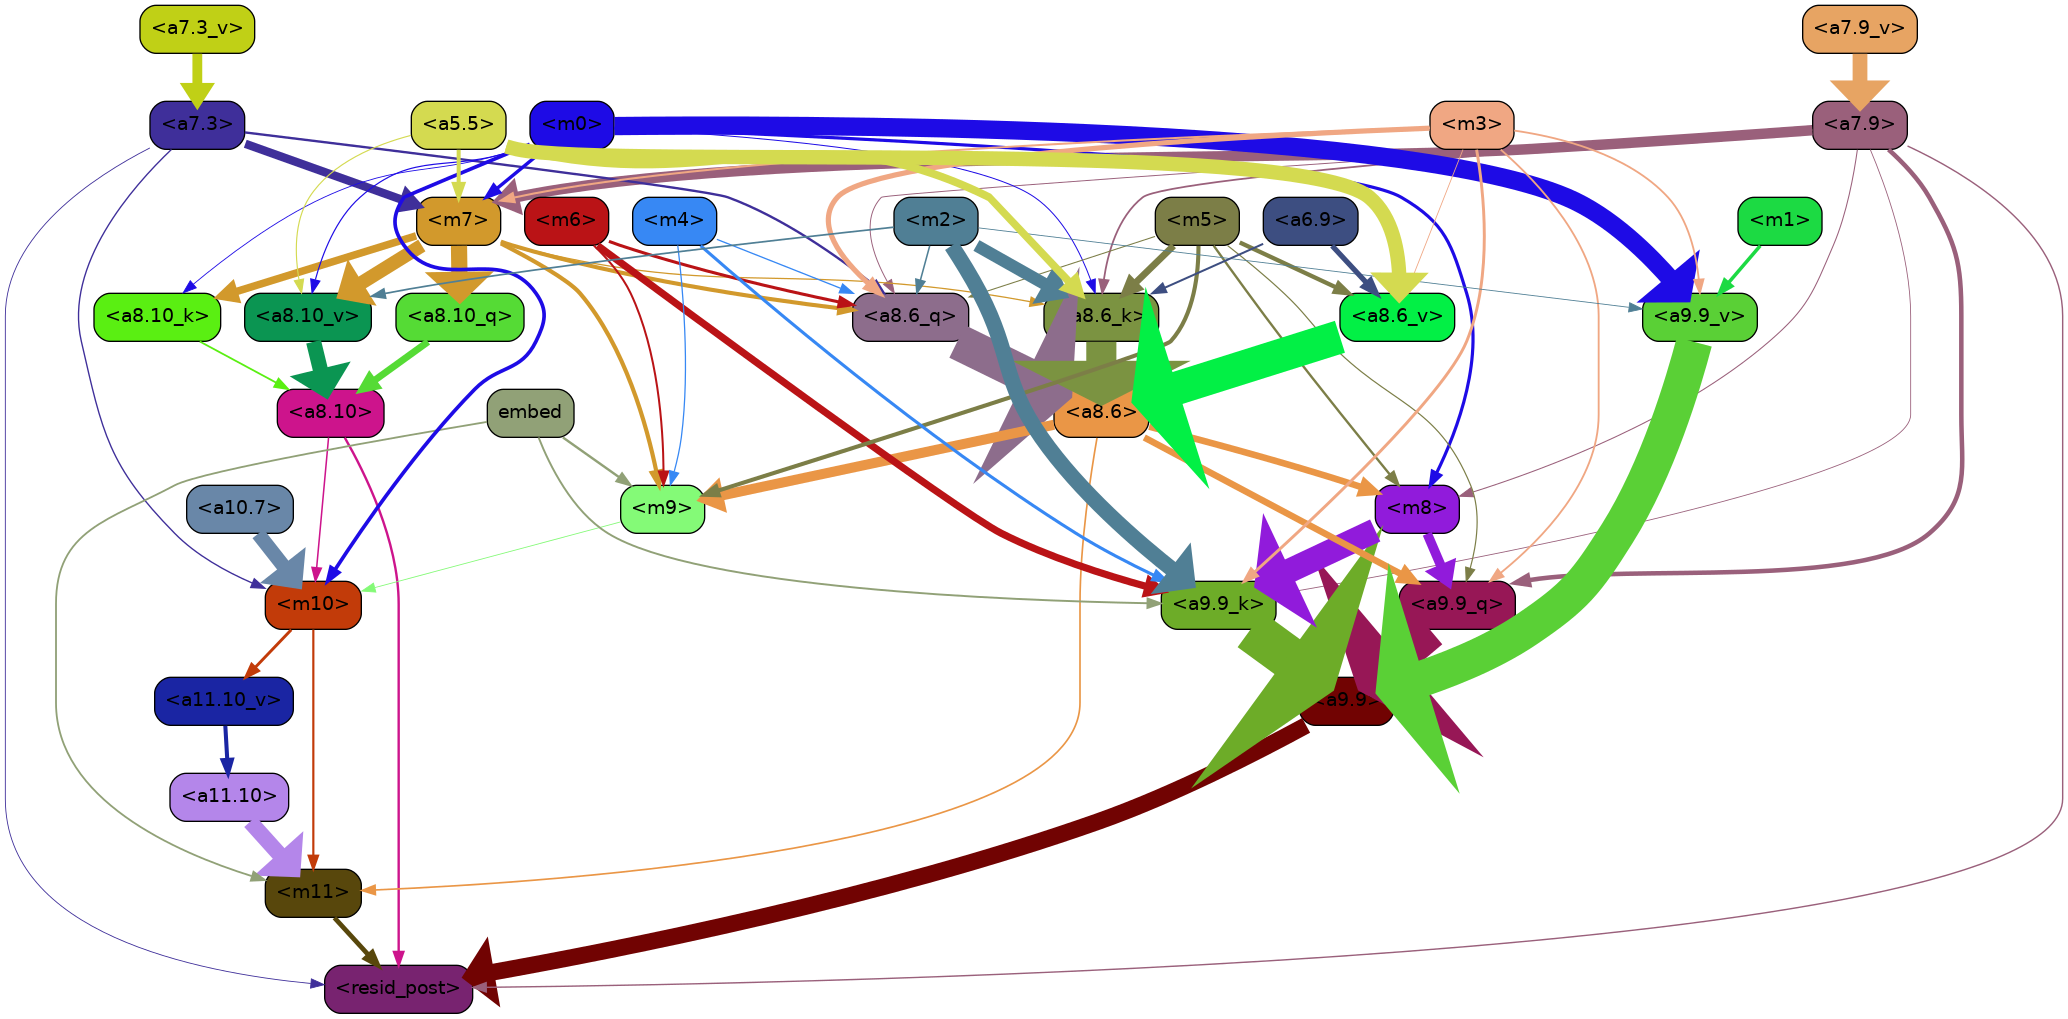 <a7.3_v>
<a7.9_v>
<a7.3>
<a5.5>
<m0>
<m3>
<a7.9>
<m7>
<m6>
<m4>
<m2>
<m5>
<a6.9>
<m1>
<a8.10_k>
<a8.10_v>
<a8.10_q>
<a8.6_q>
<a8.6_k>
<a8.6_v>
<a9.9_v>
<a8.10>
embed
<a8.6>
<a10.7>
<m9>
<m8>
<m10>
<a9.9_k>
<a9.9_q>
<a11.10_v>
<a9.9>
<a11.10>
<m11>
<resid_post>